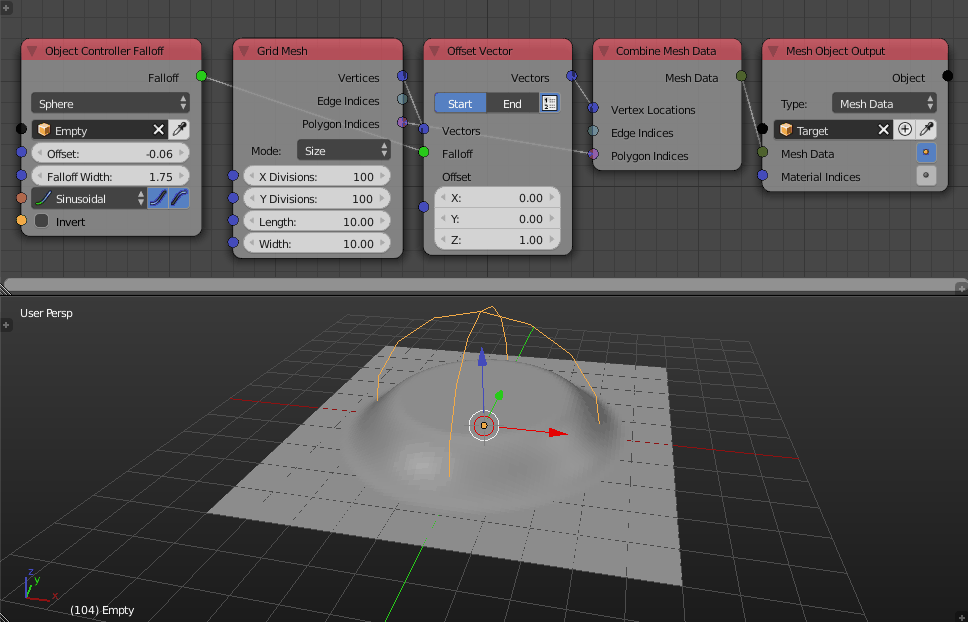 Object Controller Falloff
Falloff
Sphere
Empty
Offset: -0.06
Falloff Width: 1.75
Sinusoidal
Invert
Grid Mesh
Vertices
Edge Indices
Polygon Indices
Mode: Size
X Divisions: 100
Y Divisions: 100
Length: 10.00
Width: 10.00
Offset Vector
Vectors
Start End
Vectors
Falloff
Offset
X: 0.00
Y: 0.00
Z: 1.00
Combine Mesh Data
Mesh Data
Vertex Locations
Edge Indices
Polygon Indices
Mesh Object Output
Object
Type: Mesh Data
Target
Mesh Data
Material Indices
User Persp
z
y
x
(104) Empty